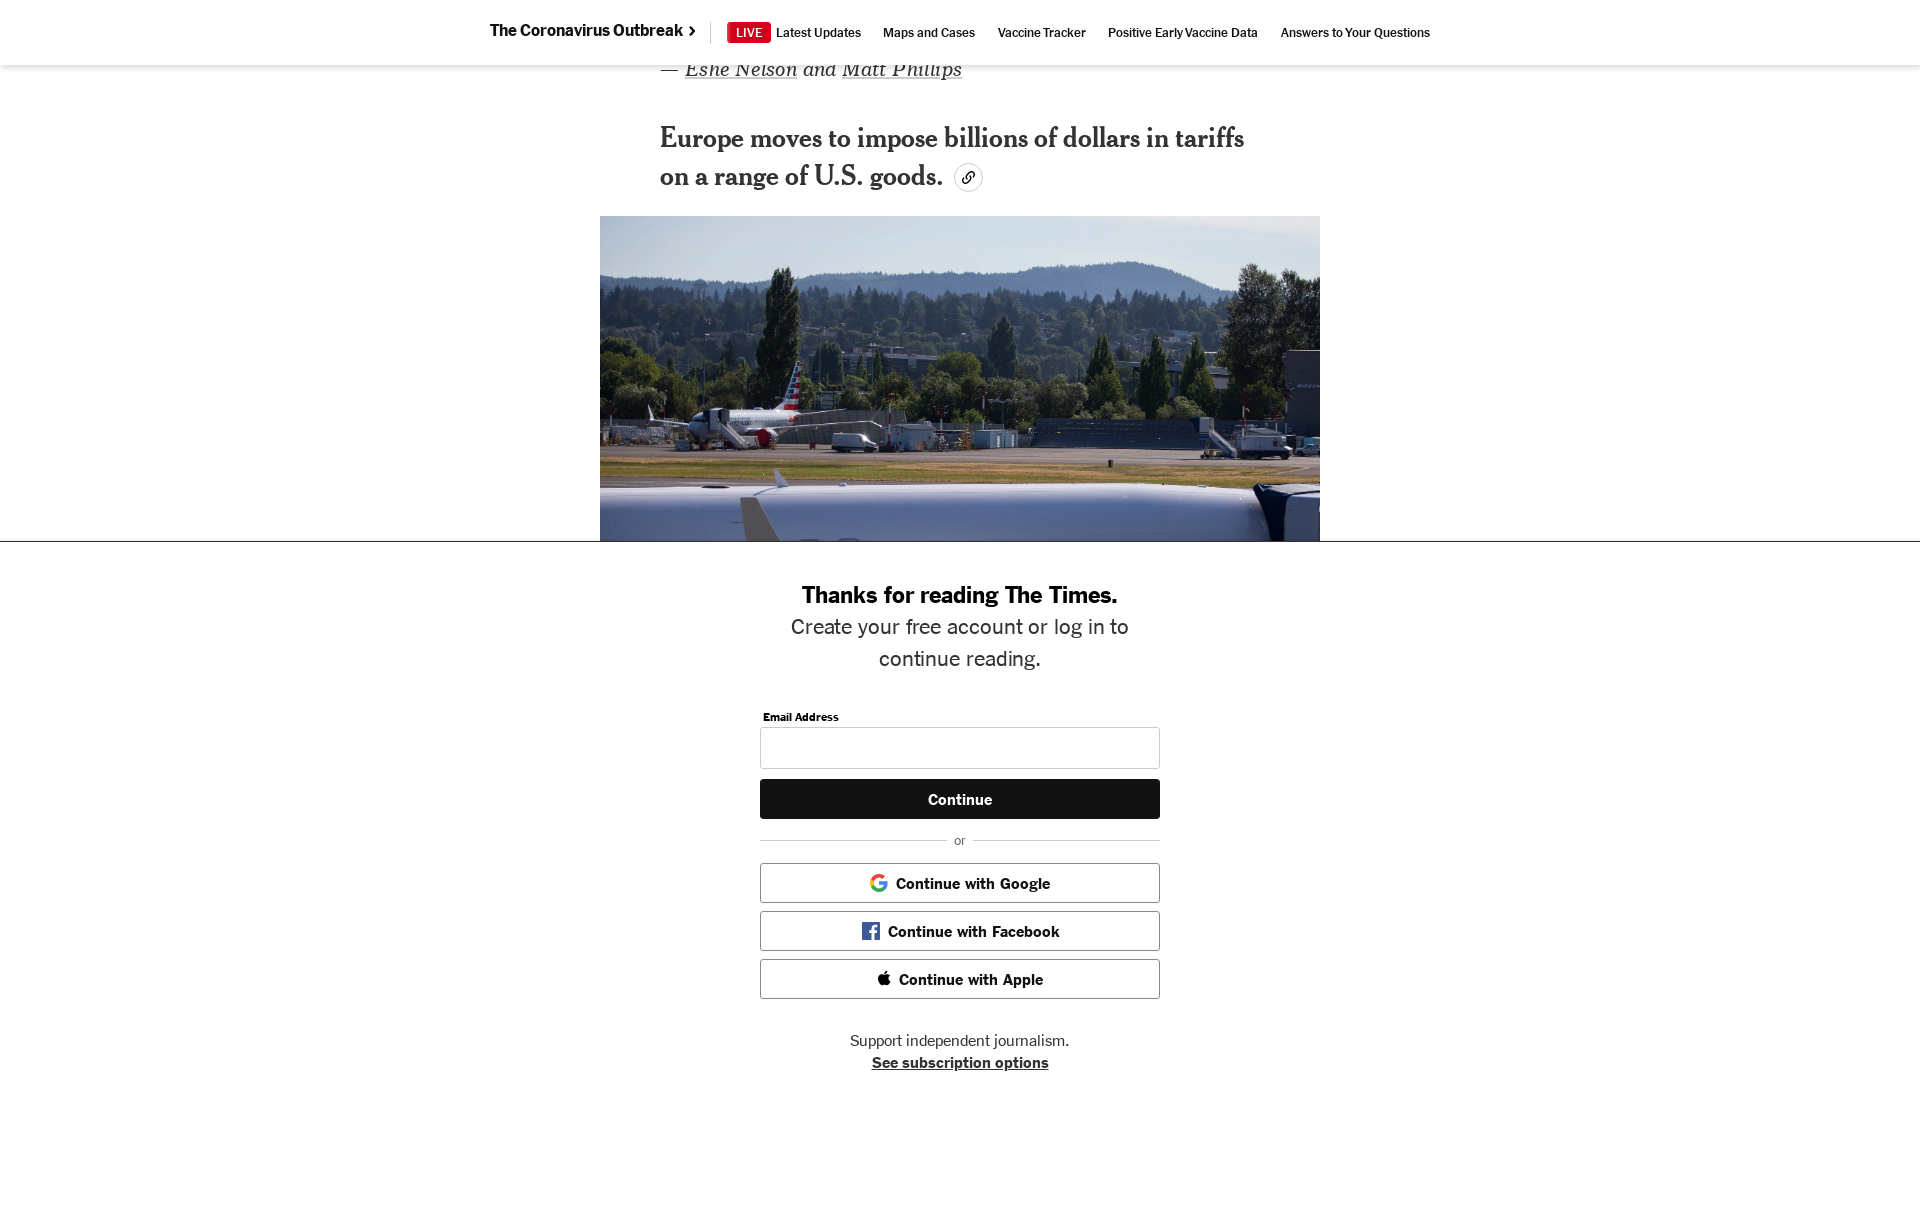 The Coronavirus Outbreak ›
LIVE Latest Updates Maps and Cases Vaccine Tracker Positive Early Vaccine Data Answers to Your Questions
— Eshe Nelson and Matt Phillips
Europe moves to impose billions of dollars in tariffs
on a range of U.S. goods.
Thanks for reading The Times.
Create your free account or log in to
continue reading.
Email Address
Continue
or
Continue with Google
Continue with Facebook
Continue with Apple
Support independent journalism.
See subscription options